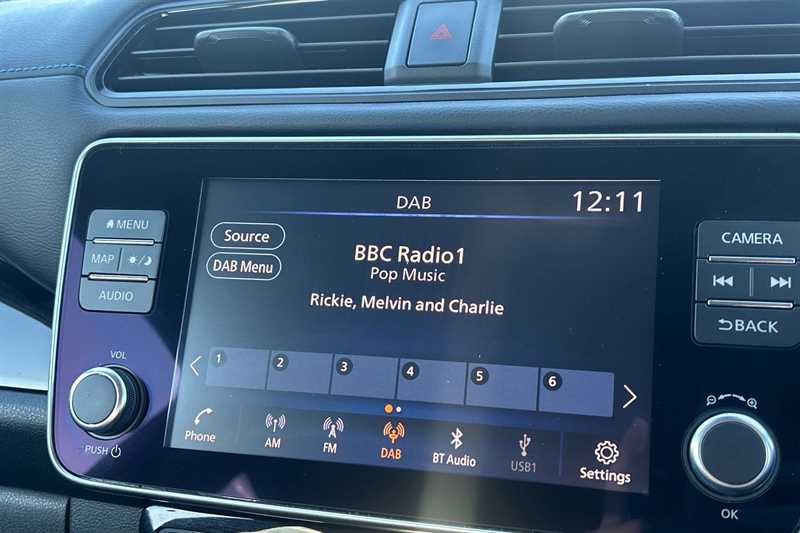 DAB
12:11
MENU
MAP
AUDIO
VOL
PUSH
Source
DAB Menu
BBC Radio1
Pop Music
Rickie, Melvin and Charlie
1 2 3 4 5 6
Phone
AM
FM
DAB
BT Audio
USB1
Settings
CAMERA
BACK
OK